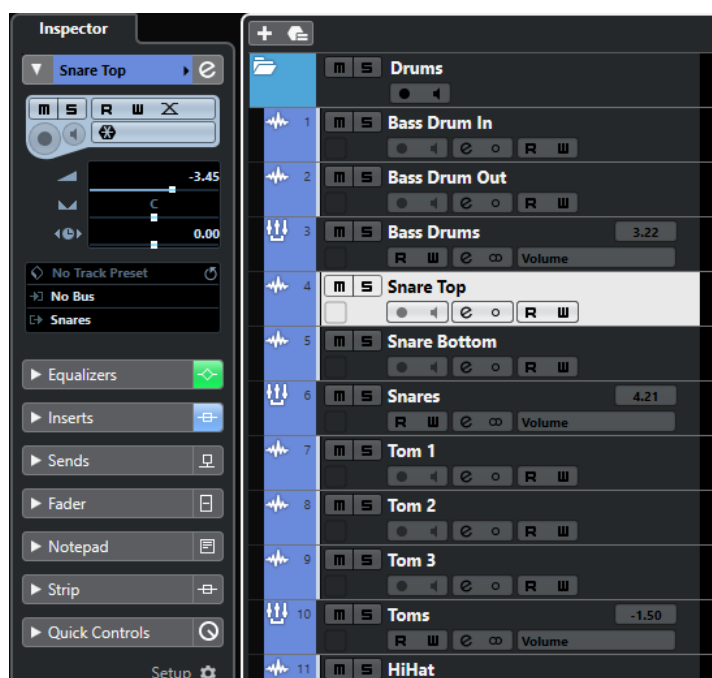 Inspector
Snare Top
m S R W
-3.45
C
0.00
No Track Preset
No Bus
Snares
Equalizers
Inserts
Sends
Fader
Notepad
Strip
Quick Controls
Setup
m S Drums
1 m S Bass Drum In
e R W
2 m S Bass Drum Out
e R W
3 m S Bass Drums 3.22
R W e Volume
4 m S Snare Top
e R W
5 m S Snare Bottom
e R W
6 m S Snares 4.21
R W e Volume
7 m S Tom 1
e R W
8 m S Tom 2
e R W
9 m S Tom 3
e R W
10 m S Toms -1.50
R W e Volume
11 m S HiHat